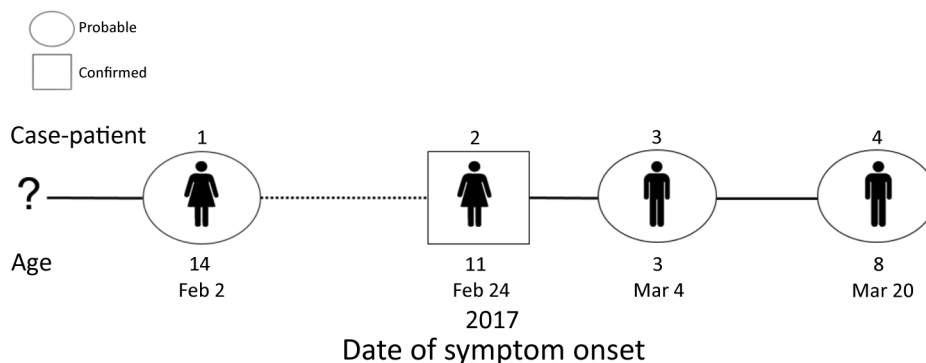 Probable
Confirmed
Case-patient 1 2 3 4
?
Age 14 11 3 8
Feb 2 Feb 24 Mar 4 Mar 20
2017
Date of symptom onset